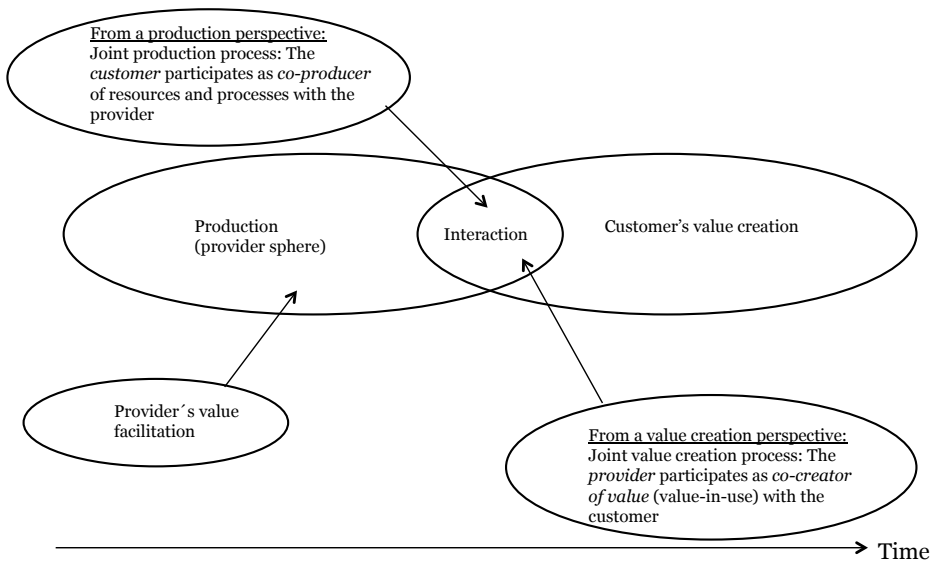 From a production perspective:
Joint production process: The
customer participates as co-producer
of resources and processes with the
provider
Production
(provider sphere)
Interaction
Customer’s value creation
Provider´s value
facilitation
From a value creation perspective:
Joint value creation process: The
provider participates as co-creator
of value (value-in-use) with the
customer
Time